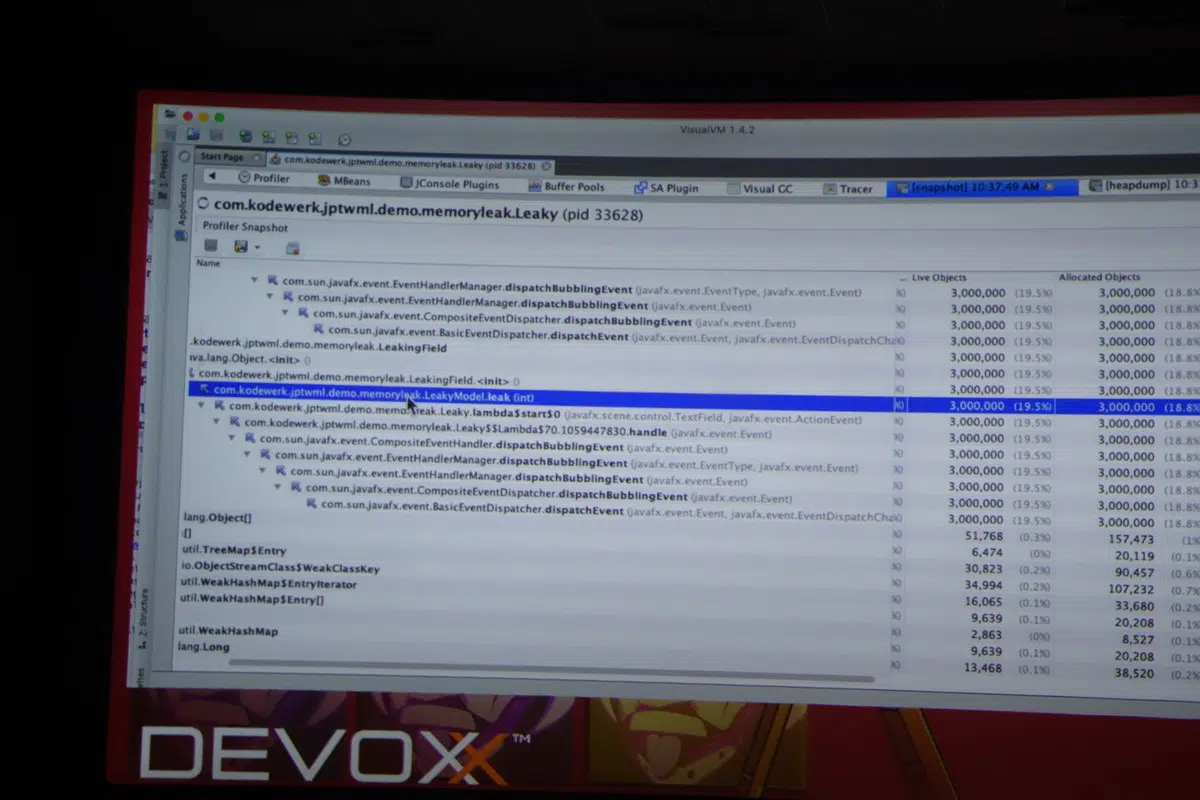 VisualVM 1.4.2
Start Page com.kodewerk.jptwml.demo.memoryleak.Leaky (pid 33628)
Profiler MBeans JConsole Plugins Buffer Pools SA Plugin Visual GC Tracer [snapshot] 10:37:49 AM [heapdump] 10:3
1: Project
Applications
com.kodewerk.jptwml.demo.memoryleak.Leaky (pid 33628)
Profiler Snapshot
Name Live Objects Allocated Objects
com.sun.javafx.event.EventHandlerManager.dispatchBubblingEvent (javafx.event.EventType, javafx.event.Event) 3,000,000 (19.5%) 3,000,000 (18.8%
com.sun.javafx.event.EventHandlerManager.dispatchBubblingEvent (javafx.event.Event) 3,000,000 (19.5%) 3,000,000 (18.8%
com.sun.javafx.event.CompositeEventDispatcher.dispatchBubblingEvent (javafx.event.Event) 3,000,000 (19.5%) 3,000,000 (18.8%
com.sun.javafx.event.BasicEventDispatcher.dispatchEvent (javafx.event.Event, javafx.event.EventDispatchCha 3,000,000 (19.5%) 3,000,000 (18.8%
.kodewerk.jptwml.demo.memoryleak.LeakingField 3,000,000 (19.5%) 3,000,000 (18.8%
va.lang.Object.<init> () 3,000,000 (19.5%) 3,000,000 (18.8%
com.kodewerk.jptwml.demo.memoryleak.LeakingField.<init> () 3,000,000 (19.5%) 3,000,000 (18.8%
com.kodewerk.jptwml.demo.memoryleak.LeakyModel.leak (int) 3,000,000 (19.5%) 3,000,000 (18.8%
com.kodewerk.jptwml.demo.memoryleak.Leaky.lambda$start$0 (javafx.scene.control.TextField, javafx.event.ActionEvent) 3,000,000 (19.5%) 3,000,000 (18.8%
com.kodewerk.jptwml.demo.memoryleak.Leaky$$Lambda$70.1059447830.handle (javafx.event.Event) 3,000,000 (19.5%) 3,000,000 (18.8%
com.sun.javafx.event.CompositeEventHandler.dispatchBubblingEvent (javafx.event.Event) 3,000,000 (19.5%) 3,000,000 (18.8%
com.sun.javafx.event.EventHandlerManager.dispatchBubblingEvent (javafx.event.EventType, javafx.event.Event) 3,000,000 (19.5%) 3,000,000 (18.8%
com.sun.javafx.event.EventHandlerManager.dispatchBubblingEvent (javafx.event.Event) 3,000,000 (19.5%) 3,000,000 (18.8%
com.sun.javafx.event.CompositeEventDispatcher.dispatchBubblingEvent (javafx.event.Event) 3,000,000 (19.5%) 3,000,000 (18.8%
com.sun.javafx.event.BasicEventDispatcher.dispatchEvent (javafx.event.Event, javafx.event.EventDispatchCha 3,000,000 (19.5%) 3,000,000 (18.8%
lang.Object[] 51,768 (0.3%) 157,473 (1%
[] 6,474 (0%) 20,119 (0.1%
util.TreeMap$Entry 30,823 (0.2%) 90,457 (0.6%
io.ObjectStreamClass$WeakClassKey 34,994 (0.2%) 107,232 (0.7%
util.WeakHashMap$EntryIterator 16,065 (0.1%) 33,680 (0.2%
util.WeakHashMap$Entry[] 9,639 (0.1%) 20,208 (0.1%
2,863 (0%) 8,527 (0.1%
util.WeakHashMap 9,639 (0.1%) 20,208 (0.1%
lang.Long 13,468 (0.1%) 38,520 (0.2%
2: Structure
DEVOXX™